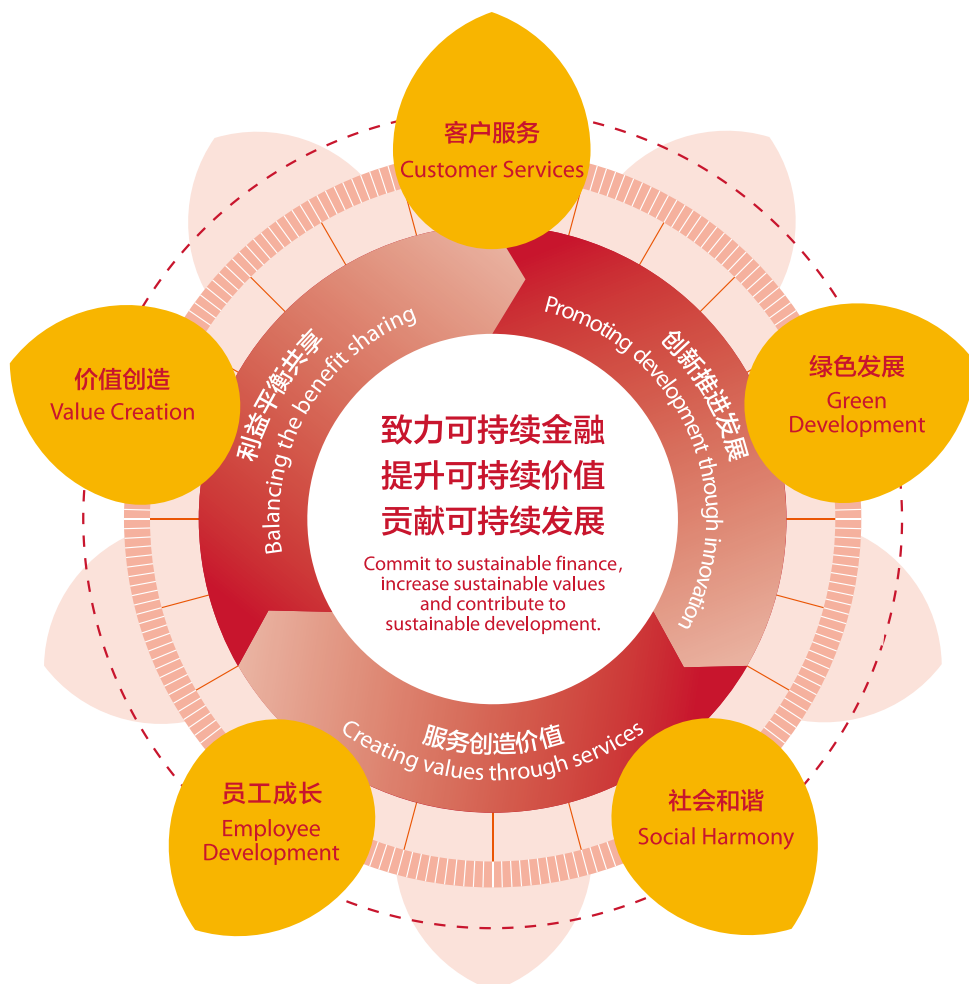 客户服务
Customer Services
绿色发展
Green
Development
社会和谐
Social Harmony
员工成长
Employee
Development
价值创造
Value Creation
创新推进发展
Promoting development through innovation
服务创造价值
Creating values through services
利益平衡共享
Balancing the benefit sharing
致力可持续金融
提升可持续价值
贡献可持续发展
Commit to sustainable finance,
increase sustainable values
and contribute to
sustainable development.